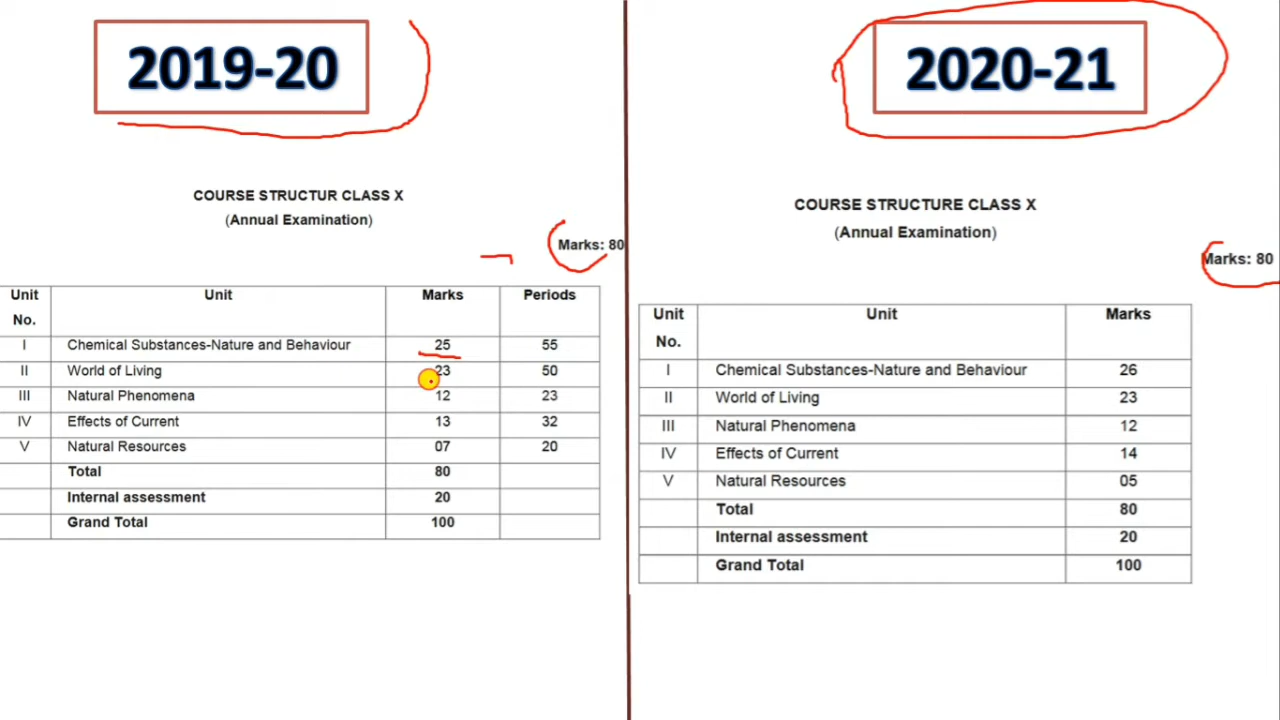 2019-20
COURSE STRUCTUR CLASS X
(Annual Examination)
Marks: 80
Unit No. Unit Marks Periods
I Chemical Substances-Nature and Behaviour 25 55
II World of Living 23 50
III Natural Phenomena 12 23
IV Effects of Current 13 32
V Natural Resources 07 20
Total 80
Internal assessment 20
Grand Total 100
2020-21
COURSE STRUCTURE CLASS X
(Annual Examination)
Marks: 80
Unit No. Unit Marks
I Chemical Substances-Nature and Behaviour 26
II World of Living 23
III Natural Phenomena 12
IV Effects of Current 14
V Natural Resources 05
Total 80
Internal assessment 20
Grand Total 100